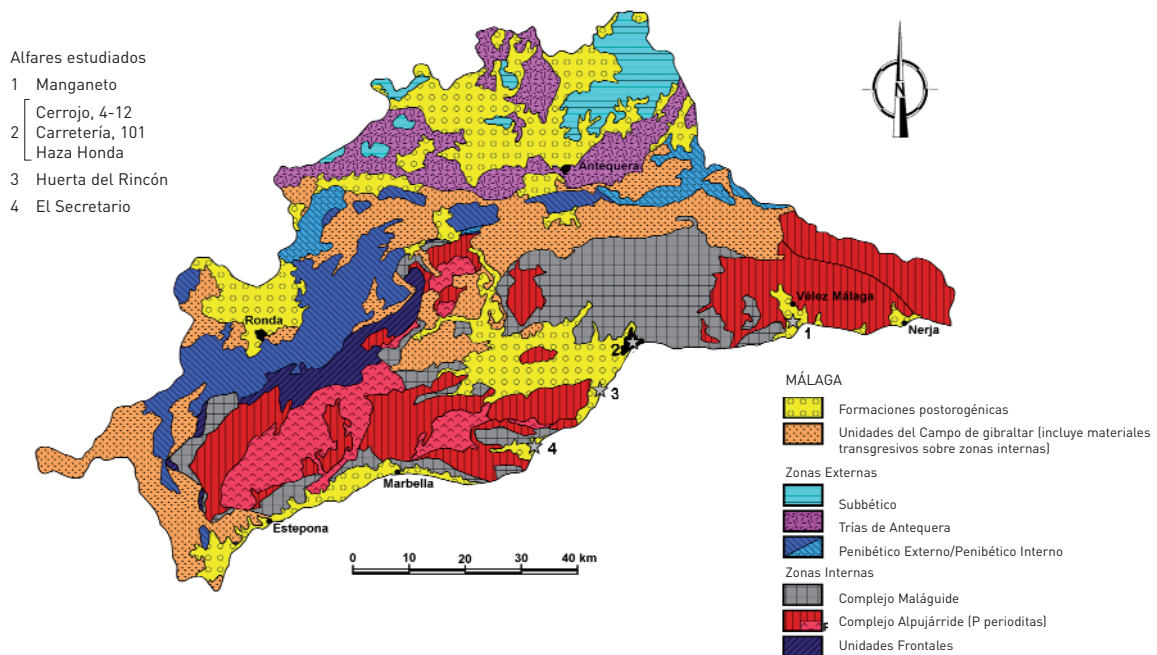 Alfares estudiados
1 Manganeto
2 Cerrojo, 4-12
Carretería, 101
Haza Honda
3 Huerta del Rincón
4 El Secretario
N
Antequera
Ronda
Vélez Málaga
Nerja
1
2
3
4
Marbella
Estepona
0 10 20 30 40 km
MÁLAGA
Formaciones postorogénicas
Unidades del Campo de gibraltar (incluye materiales
transgresivos sobre zonas internas)
Zonas Externas
Subbético
Trías de Antequera
Penibético Externo/Penibético Interno
Zonas Internas
Complejo Maláguide
Complejo Alpujárride (P perioditas)
Unidades Frontales